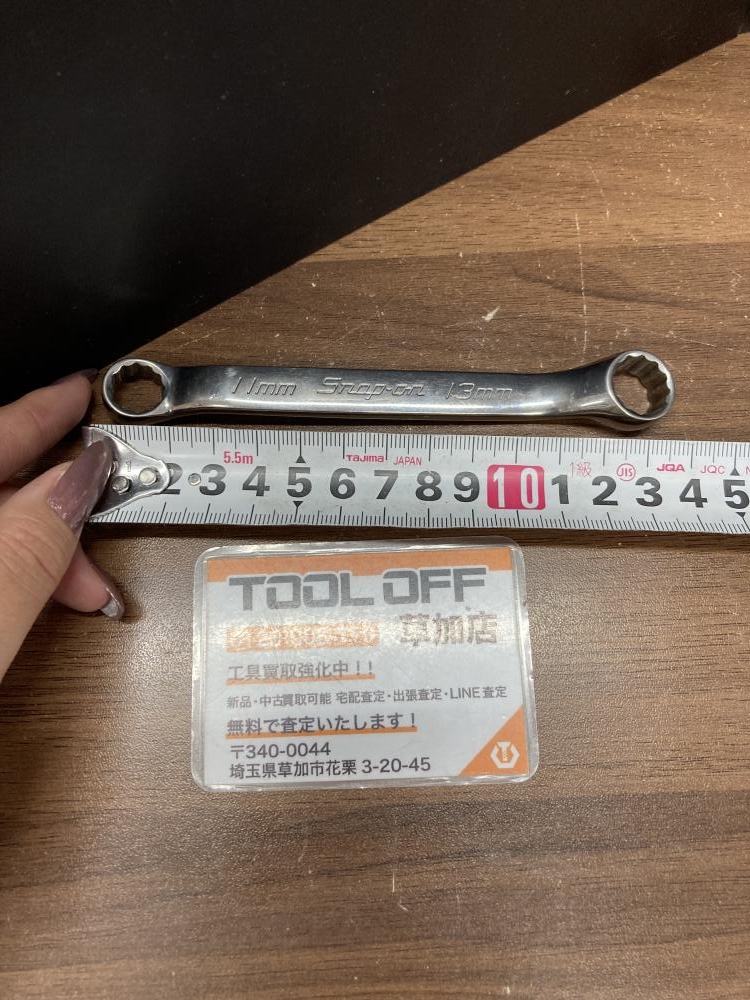 11mm Snap-on 13mm
5.5m Tajima JAPAN 1級 JIS JQA JQC
1 2 3 4 5 6 7 8 9 10 1 2 3 4 5
TOOL OFF
草加店
工具買取強化中！！
新品・中古買取可能 宅配査定・出張査定・LINE査定
無料で査定いたします！
〒340-0044
埼玉県草加市花栗 3-20-45